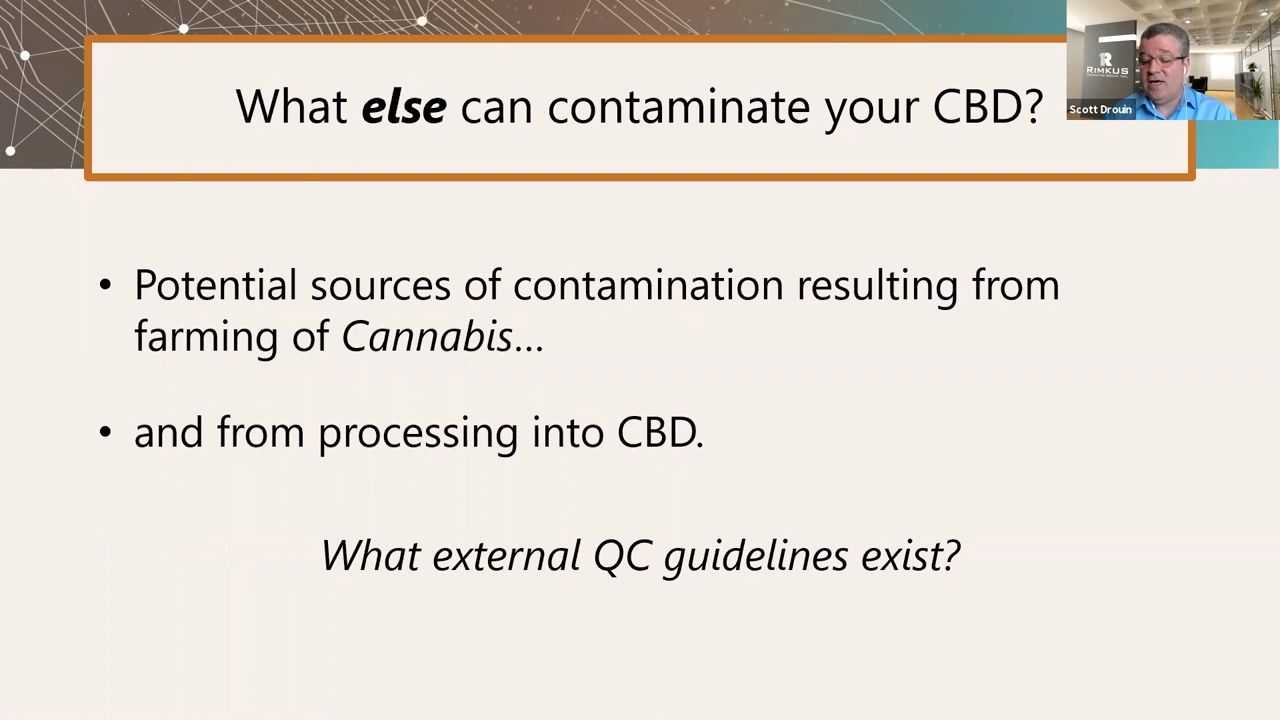 What else can contaminate your CBD?
RIMKUS
Scott Drouin
• Potential sources of contamination resulting from
farming of Cannabis...
• and from processing into CBD.
What external QC guidelines exist?